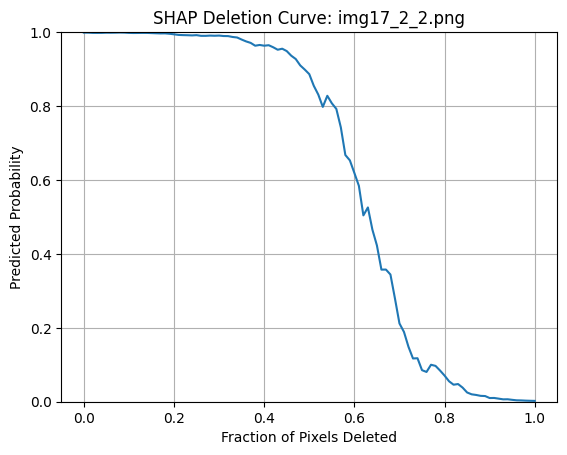 SHAP Deletion Curve: img17_2_2.png
1.0
0.8
0.6
0.4
0.2
0.0
Predicted Probability
0.0 0.2 0.4 0.6 0.8 1.0
Fraction of Pixels Deleted